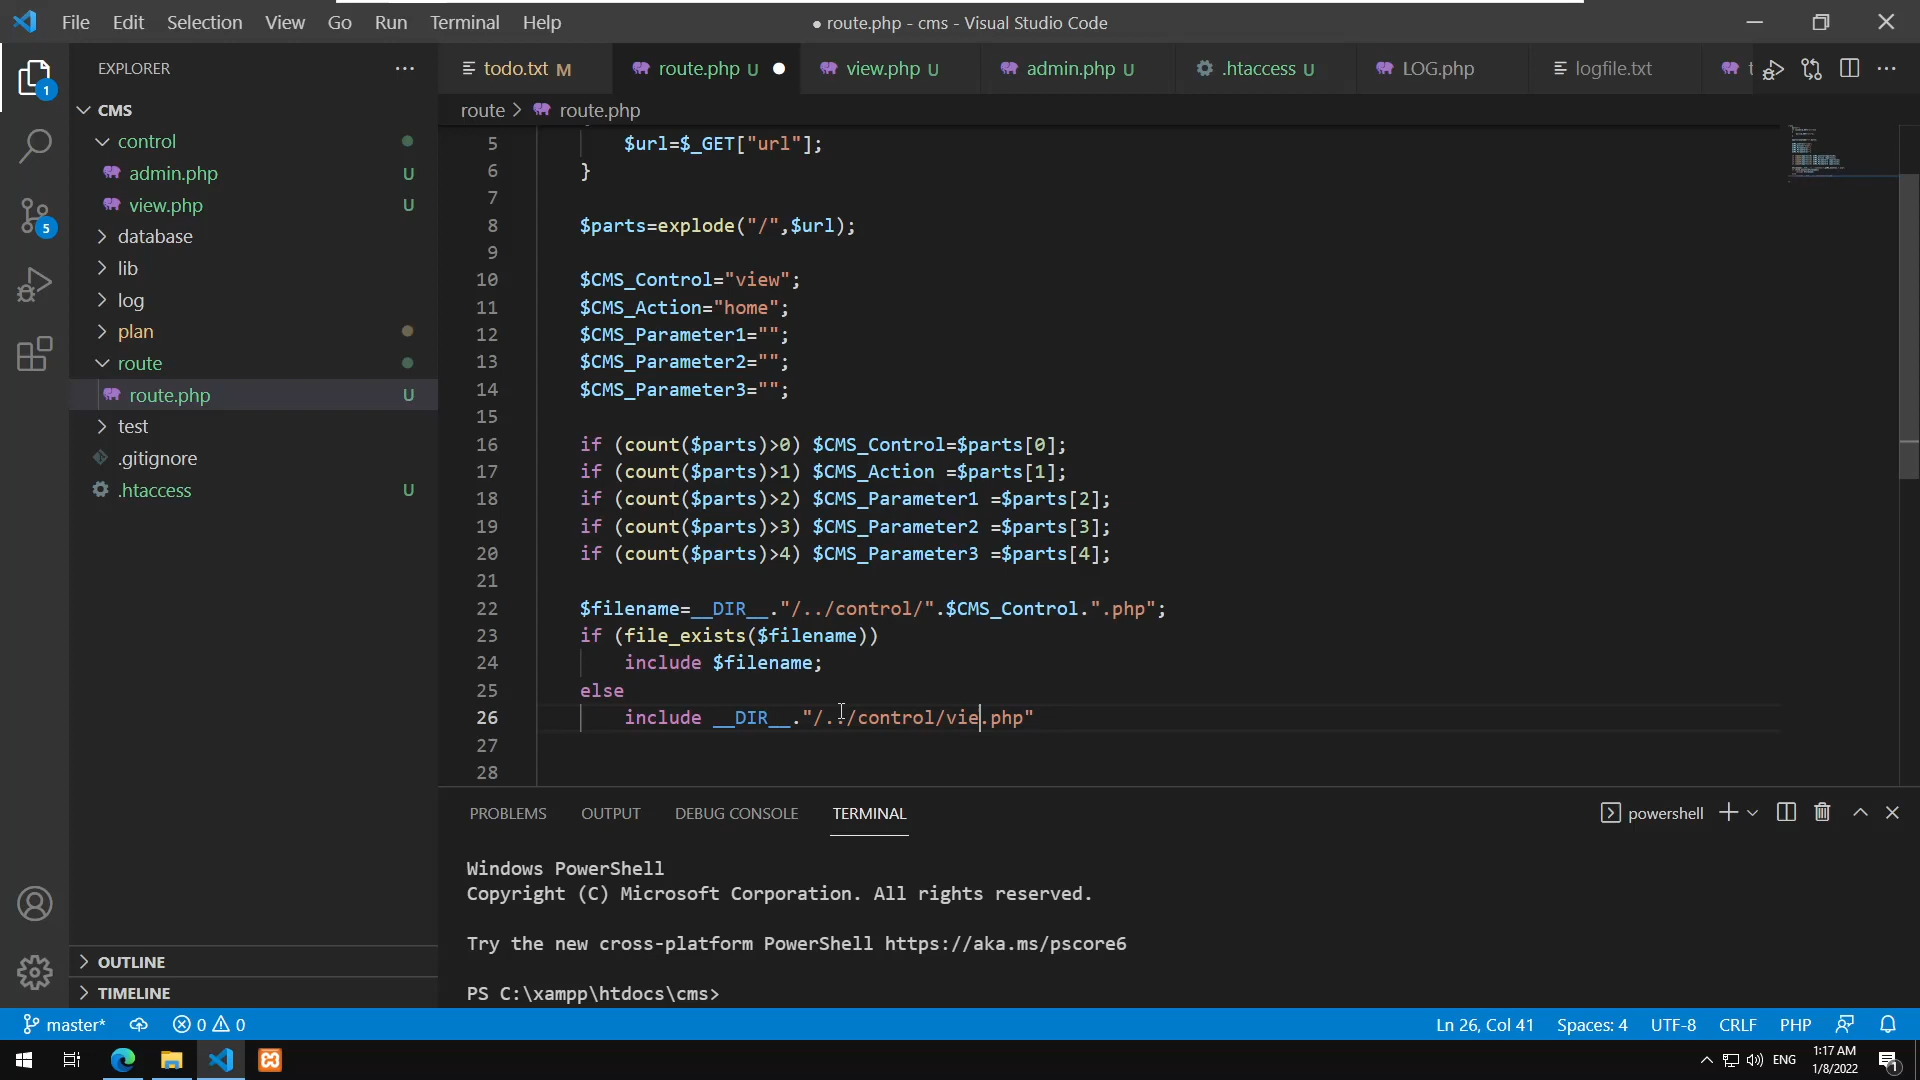 File Edit Selection View Go Run Terminal Help
● route.php - cms - Visual Studio Code
EXPLORER
1
5
CMS
control
admin.php U
view.php U
database
lib
log
plan
route
route.php U
test
.gitignore
.htaccess U
OUTLINE
TIMELINE
todo.txt M route.php U view.php U admin.php U .htaccess U LOG.php logfile.txt t
route > route.php
5 $url=$_GET["url"];
6 }
7
8 $parts=explode("/",$url);
9
10 $CMS_Control="view";
11 $CMS_Action="home";
12 $CMS_Parameter1="";
13 $CMS_Parameter2="";
14 $CMS_Parameter3="";
15
16 if (count($parts)>0) $CMS_Control=$parts[0];
17 if (count($parts)>1) $CMS_Action =$parts[1];
18 if (count($parts)>2) $CMS_Parameter1 =$parts[2];
19 if (count($parts)>3) $CMS_Parameter2 =$parts[3];
20 if (count($parts)>4) $CMS_Parameter3 =$parts[4];
21
22 $filename=__DIR__."/../control/".$CMS_Control.".php";
23 if (file_exists($filename))
24 include $filename;
25 else
26 include __DIR__."/../control/vie.php"
27
28
PROBLEMS OUTPUT DEBUG CONSOLE TERMINAL
powershell
Windows PowerShell
Copyright (C) Microsoft Corporation. All rights reserved.
Try the new cross-platform PowerShell https://aka.ms/pscore6
PS C:\xampp\htdocs\cms>
master* 0 0
Ln 26, Col 41 Spaces: 4 UTF-8 CRLF PHP
ENG
1:17 AM
1/8/2022
1